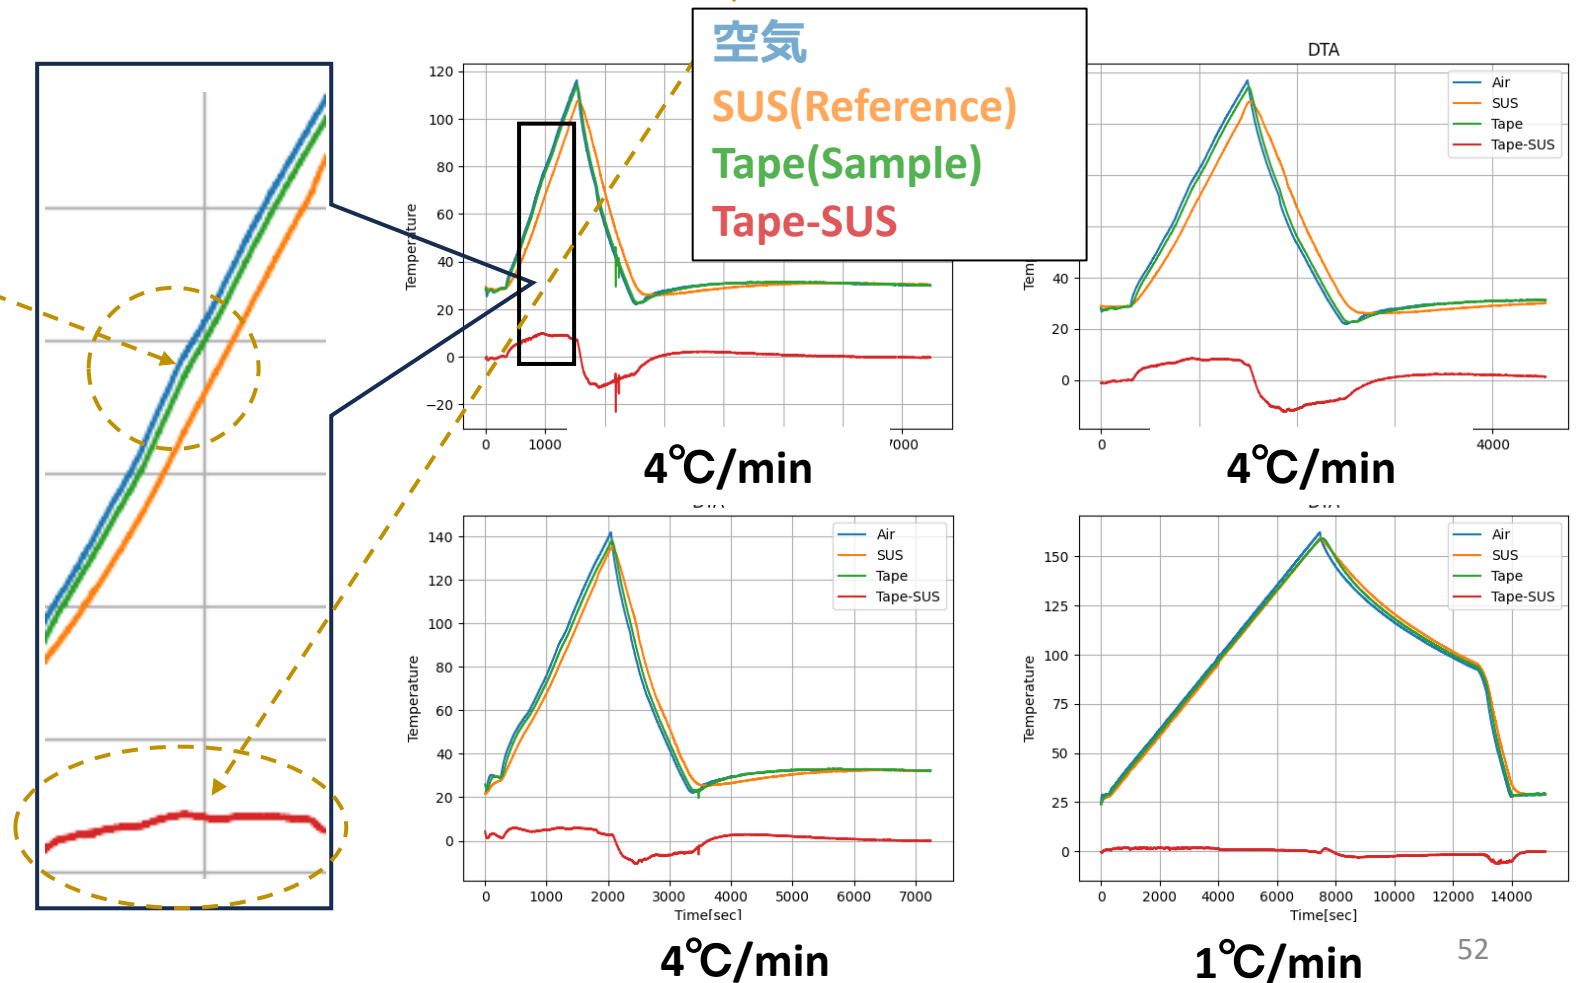 空気
SUS(Reference)
Tape(Sample)
Tape-SUS
120
100
80
60
40
20
0
−20
Temperature
0
1000
7000
4℃/min
DTA
Air
SUS
Tape
Tape-SUS
40
20
0
0
4000
4℃/min
140
120
100
80
60
40
20
0
Temperature
Air
SUS
Tape
Tape-SUS
0
1000
2000
3000
4000
5000
6000
7000
Time[sec]
4℃/min
150
125
100
75
50
25
0
Temperature
Air
SUS
Tape
Tape-SUS
0
2000
4000
6000
8000
10000
12000
14000
Time[sec]
1℃/min
52